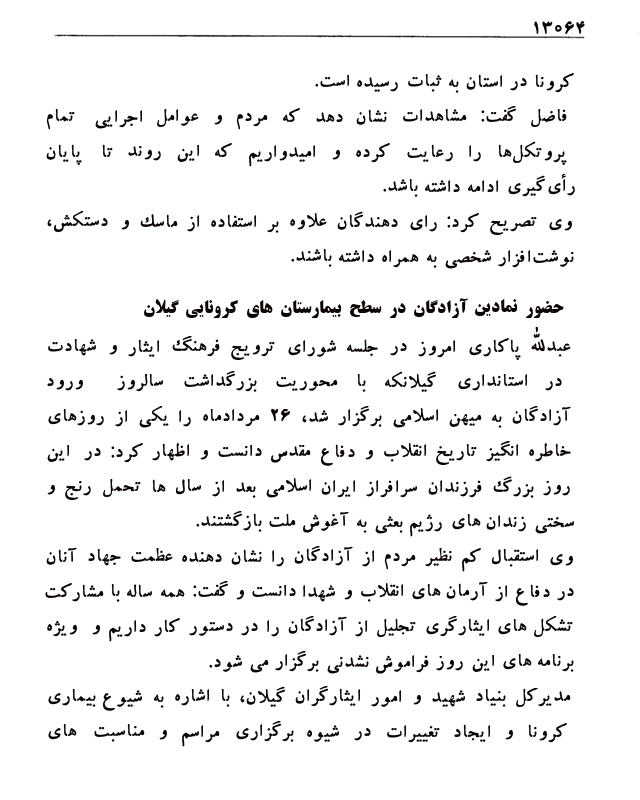 ۱۳۰۶۴
کرونا در استان به ثبات رسیده است.
فاضل گفت: مشاهدات نشان دهد که مردم و عوامل اجرایی تمام
پروتکل‌ها را رعایت کرده و امیدواریم که این روند تا پایان
رأی‌گیری ادامه داشته باشد.
وی تصریح کرد: رای دهندگان علاوه بر استفاده از ماسك و دستکش،
نوشت‌افزار شخصی به همراه داشته باشند.
حضور نمادین آزادگان در سطح بیمارستان های کرونایی گیلان
عبدالله پاکاری امروز در جلسه شورای ترویج فرهنگ ایثار و شهادت
در استانداری گیلانکه با محوریت بزرگداشت سالروز ورود
آزادگان به میهن اسلامی برگزار شد، ۲۶ مردادماه را یکی از روزهای
خاطره انگیز تاریخ انقلاب و دفاع مقدس دانست و اظهار کرد: در این
روز بزرگ فرزندان سرافراز ایران اسلامی بعد از سال ها تحمل رنج و
سختی زندان های رژیم بعثی به آغوش ملت بازگشتند.
وی استقبال کم نظیر مردم از آزادگان را نشان دهنده عظمت جهاد آنان
در دفاع از آرمان های انقلاب و شهدا دانست و گفت: همه ساله با مشارکت
تشکل های ایثارگری تجلیل از آزادگان را در دستور کار داریم و ویژه
برنامه های این روز فراموش نشدنی برگزار می شود.
مدیرکل بنیاد شهید و امور ایثارگران گیلان، با اشاره به شیوع بیماری
کرونا و ایجاد تغییرات در شیوه برگزاری مراسم و مناسبت های